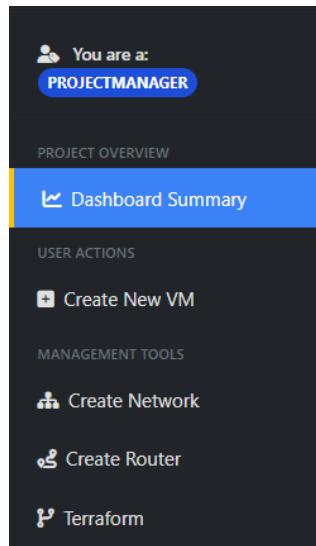 You are a:
PROJECTMANAGER
PROJECT OVERVIEW
Dashboard Summary
USER ACTIONS
Create New VM
MANAGEMENT TOOLS
Create Network
Create Router
Terraform